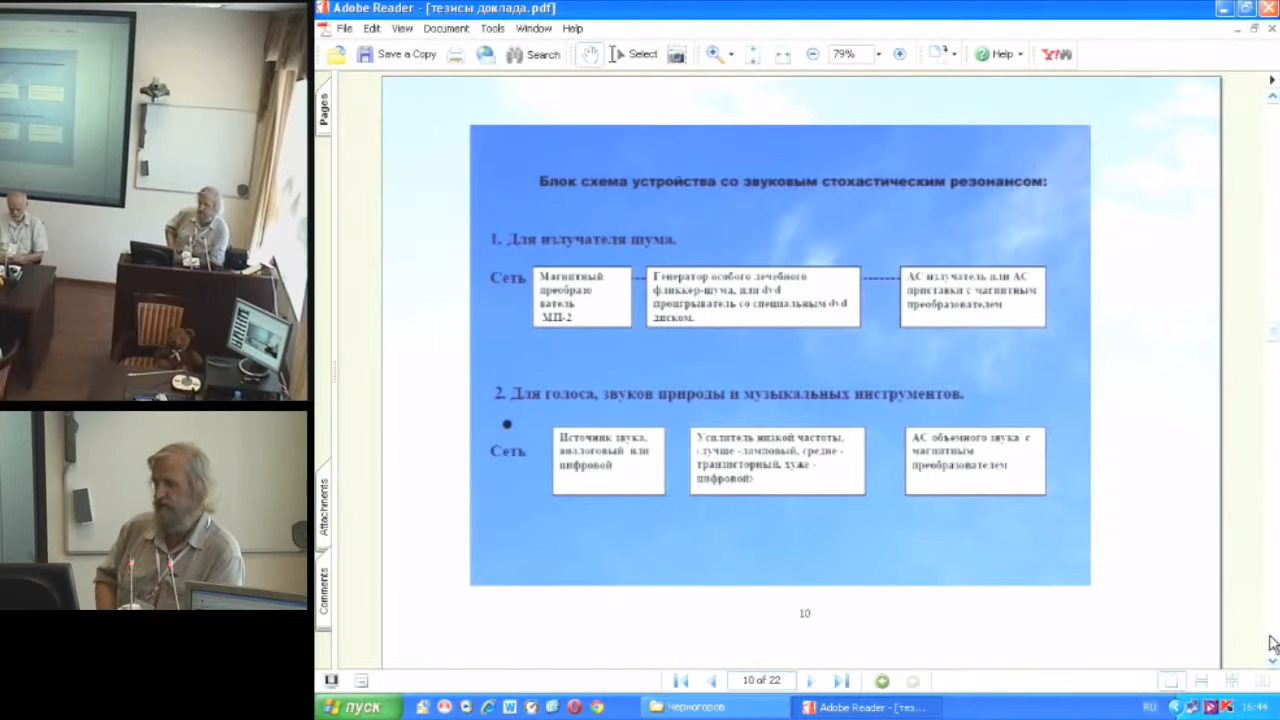 Adobe Reader - [тезисы доклада.pdf]
File Edit View Document Tools Window Help
Save a Copy Search Select 79% Help
Pages
Блок схема устройства со звуковым стохастическим резонансом:
1. Для излучателя шума.
Сеть
Магнитный
преобразо
ватель
МП-2
Генератор особого лечебного
фликкер-шума, или dvd
проигрыватель со специальным dvd
диском.
АС излучатель или АС
приставки с магнитным
преобразователем
2. Для голоса, звуков природы и музыкальных инструментов.
Сеть
Источник звука,
аналоговый или
цифровой
Усилитель низкой частоты,
(лучше -ламповый, средне -
транзисторный, хуже -
цифровой)
АС объемного звука с
магнитным
преобразователем
Attachments
Comments
10
10 of 22
пуск
Черногоров
Adobe Reader - [тез...
RU
16:44